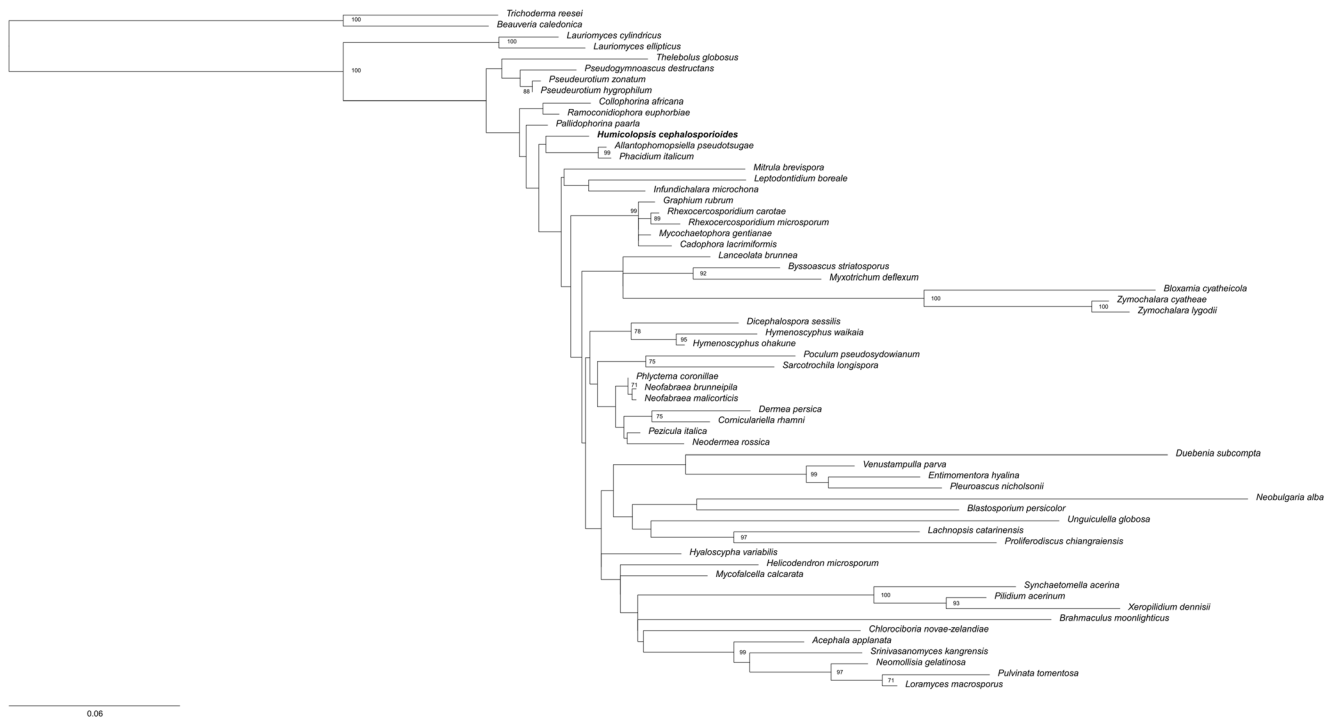 Trichoderma reesei
100
Beauveria caledonica
Lauriomyces cylindricus
100
Lauriomyces ellipticus
Thelebolus globosus
100
Pseudogymnoascus destructans
Pseudeurotium zonatum
88
Pseudeurotium hygrophilum
Collophorina africana
Ramoconidiophora euphorbiae
Pallidophorina paarla
Humicolopsis cephalosporioides
Allantophomopsiella pseudotsugae
99
Phacidium italicum
Mitrula brevispora
Leptodontidium boreale
Infundichalara microchona
Graphium rubrum
99
Rhexocercosporidium carotae
89
Rhexocercosporidium microsporum
Mycochaetophora gentianae
Cadophora lacrimiformis
Lanceolata brunnea
Byssoascus striatosporus
92
Myxotrichum deflexum
Bloxamia cyatheicola
100
Zymochalara cyatheae
100
Zymochalara lygodii
Dicephalospora sessilis
78
Hymenoscyphus waikaia
95
Hymenoscyphus ohakune
Poculum pseudosydowianum
75
Sarcotrochila longispora
Phlyctema coronillae
71
Neofabraea brunneipila
Neofabraea malicorticis
Dermea persica
75
Corniculariella rhamni
Pezicula italica
Neodermea rossica
Duebenia subcompta
Venustampulla parva
99
Entimomentora hyalina
Pleuroascus nicholsonii
Neobulgaria alba
Blastosporium persicolor
Unguiculella globosa
Lachnopsis catarinensis
97
Proliferodiscus chiangraiensis
Hyaloscypha variabilis
Helicodendron microsporum
Mycofalcella calcarata
Synchaetomella acerina
100
Pilidium acerinum
93
Xeropilidium dennisii
Brahmaculus moonlighticus
Chlorociboria novae-zelandiae
Acephala applanata
99
Srinivasanomyces kangrensis
Neomollisia gelatinosa
97
Pulvinata tomentosa
71
Loramyces macrosporus
0.06